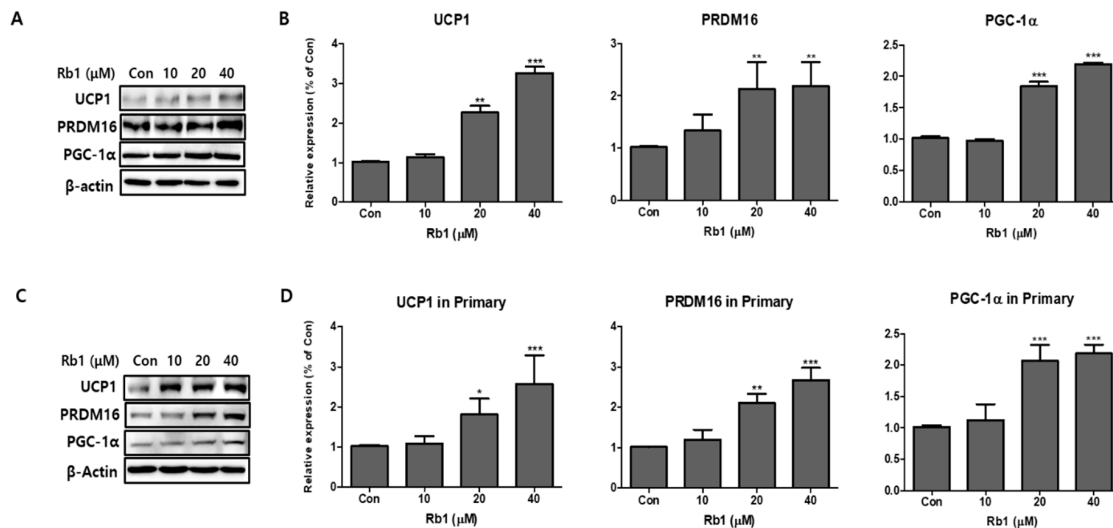 A
Rb1 (μM) Con 10 20 40
UCP1
PRDM16
PGC-1α
β-actin
B
UCP1
Relative expression (% of Con)
4
3
2
1
0
** ***
Con 10 20 40
Rb1 (μM)
PRDM16
3
2
1
0
** **
Con 10 20 40
Rb1 (μM)
PGC-1α
2.5
2.0
1.5
1.0
0.5
0.0
*** ***
Con 10 20 40
Rb1 (μM)
C
Rb1 (μM) Con 10 20 40
UCP1
PRDM16
PGC-1α
β-Actin
D
UCP1 in Primary
Relative expression (% of Con)
4
3
2
1
0
* ***
Con 10 20 40
Rb1 (μM)
PRDM16 in Primary
4
3
2
1
0
** ***
Con 10 20 40
Rb1 (μM)
PGC-1α in Primary
2.5
2.0
1.5
1.0
0.5
0.0
*** ***
Con 10 20 40
Rb1 (μM)